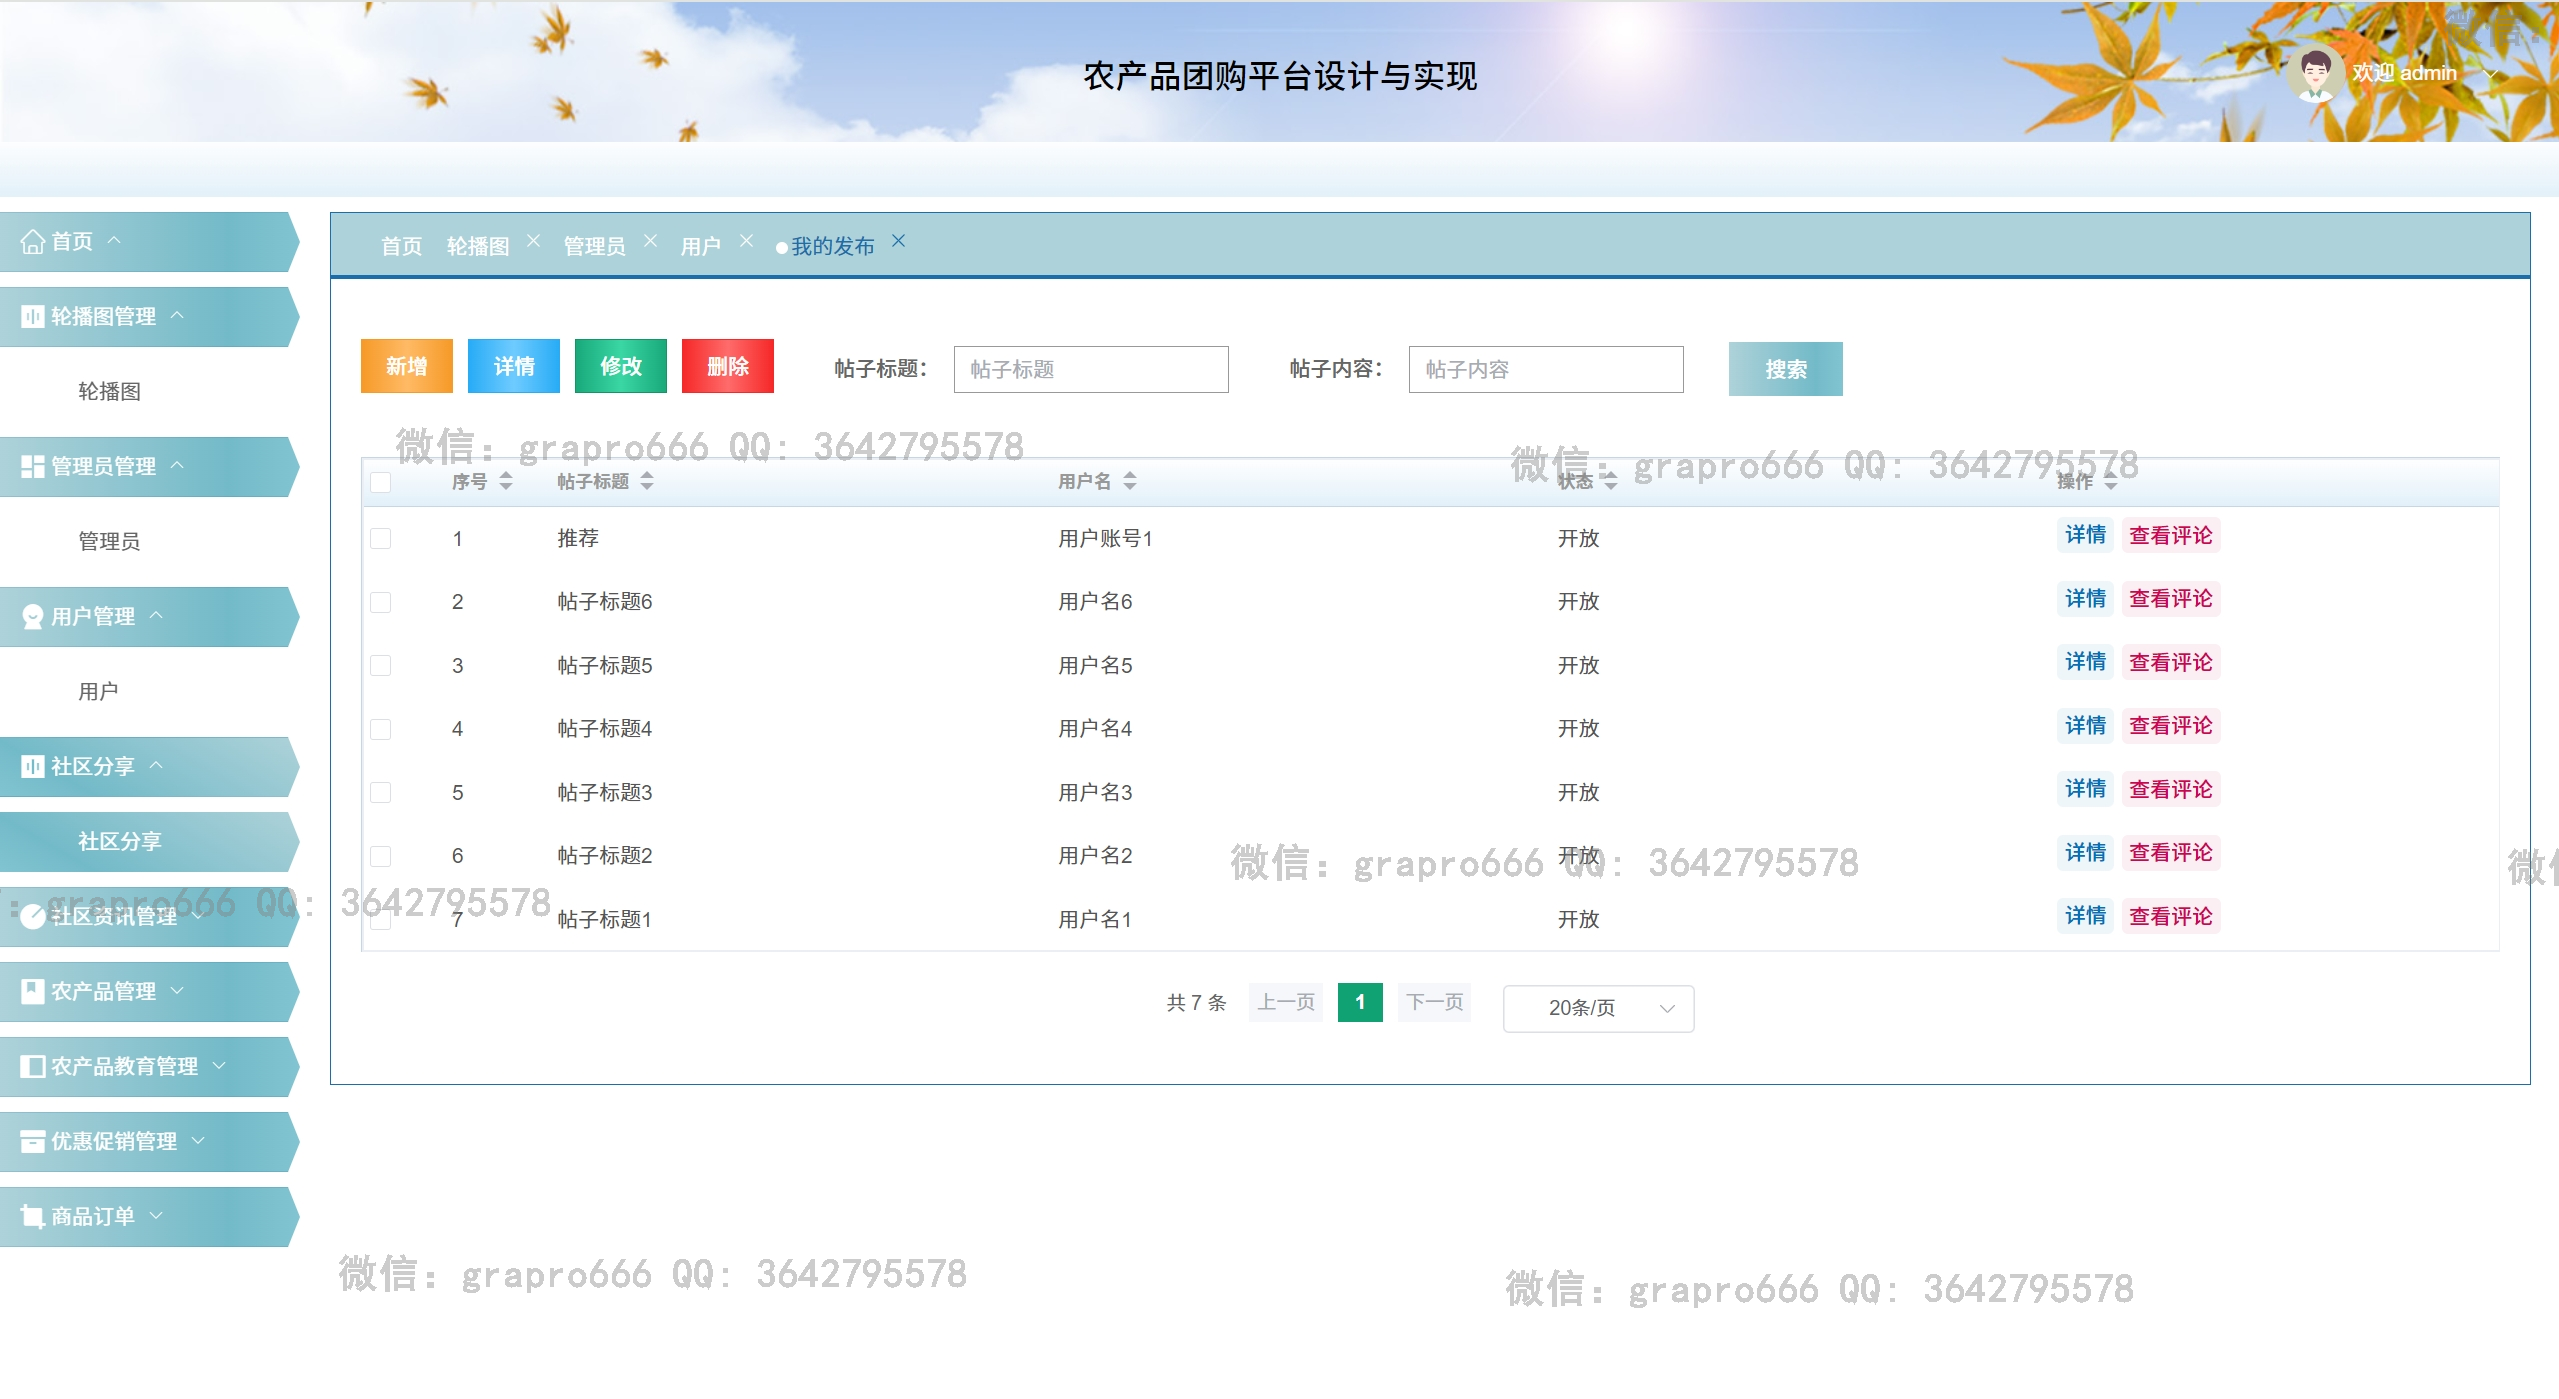 微信：
农产品团购平台设计与实现
欢迎 admin
首页
轮播图管理
轮播图
管理员管理
管理员
用户管理
用户
社区分享
社区分享
社区资讯管理
农产品管理
农产品教育管理
优惠促销管理
商品订单
首页 轮播图 管理员 用户 我的发布
新增 详情 修改 删除 帖子标题： 帖子标题 帖子内容： 帖子内容 搜索
微信：grapro666 QQ：3642795578
微信：grapro666 QQ：3642795578
序号 帖子标题 用户名 状态 操作
1 推荐 用户账号1 开放 详情 查看评论
2 帖子标题6 用户名6 开放 详情 查看评论
3 帖子标题5 用户名5 开放 详情 查看评论
4 帖子标题4 用户名4 开放 详情 查看评论
5 帖子标题3 用户名3 开放 详情 查看评论
6 帖子标题2 用户名2 开放 详情 查看评论
微信：grapro666 QQ：3642795578
微信
：grapro666 QQ：3642795578
7 帖子标题1 用户名1 开放 详情 查看评论
共 7 条 上一页 1 下一页 20条/页
微信：grapro666 QQ：3642795578
微信：grapro666 QQ：3642795578